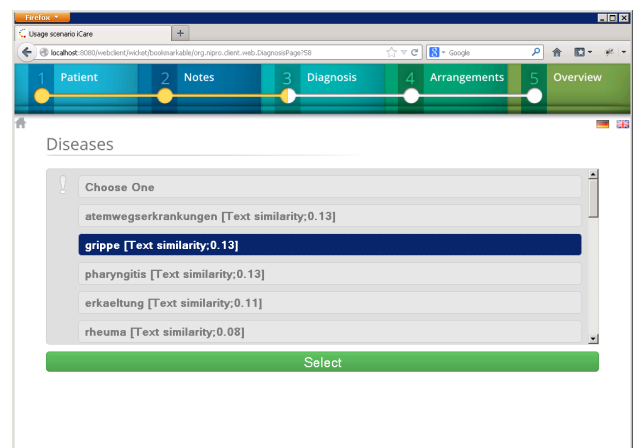 Firefox
Usage scenario iCare
+
localhost:8080/webclient/wicket/bookmarkable/org.nipro.client.web.DiagnosisPage?58
8 - Google
1 Patient 2 Notes 3 Diagnosis 4 Arrangements 5 Overview
Diseases
! Choose One
atemwegserkrankungen [Text similarity;0.13]
grippe [Text similarity;0.13]
pharyngitis [Text similarity;0.13]
erkaeltung [Text similarity;0.11]
rheuma [Text similarity;0.08]
Select